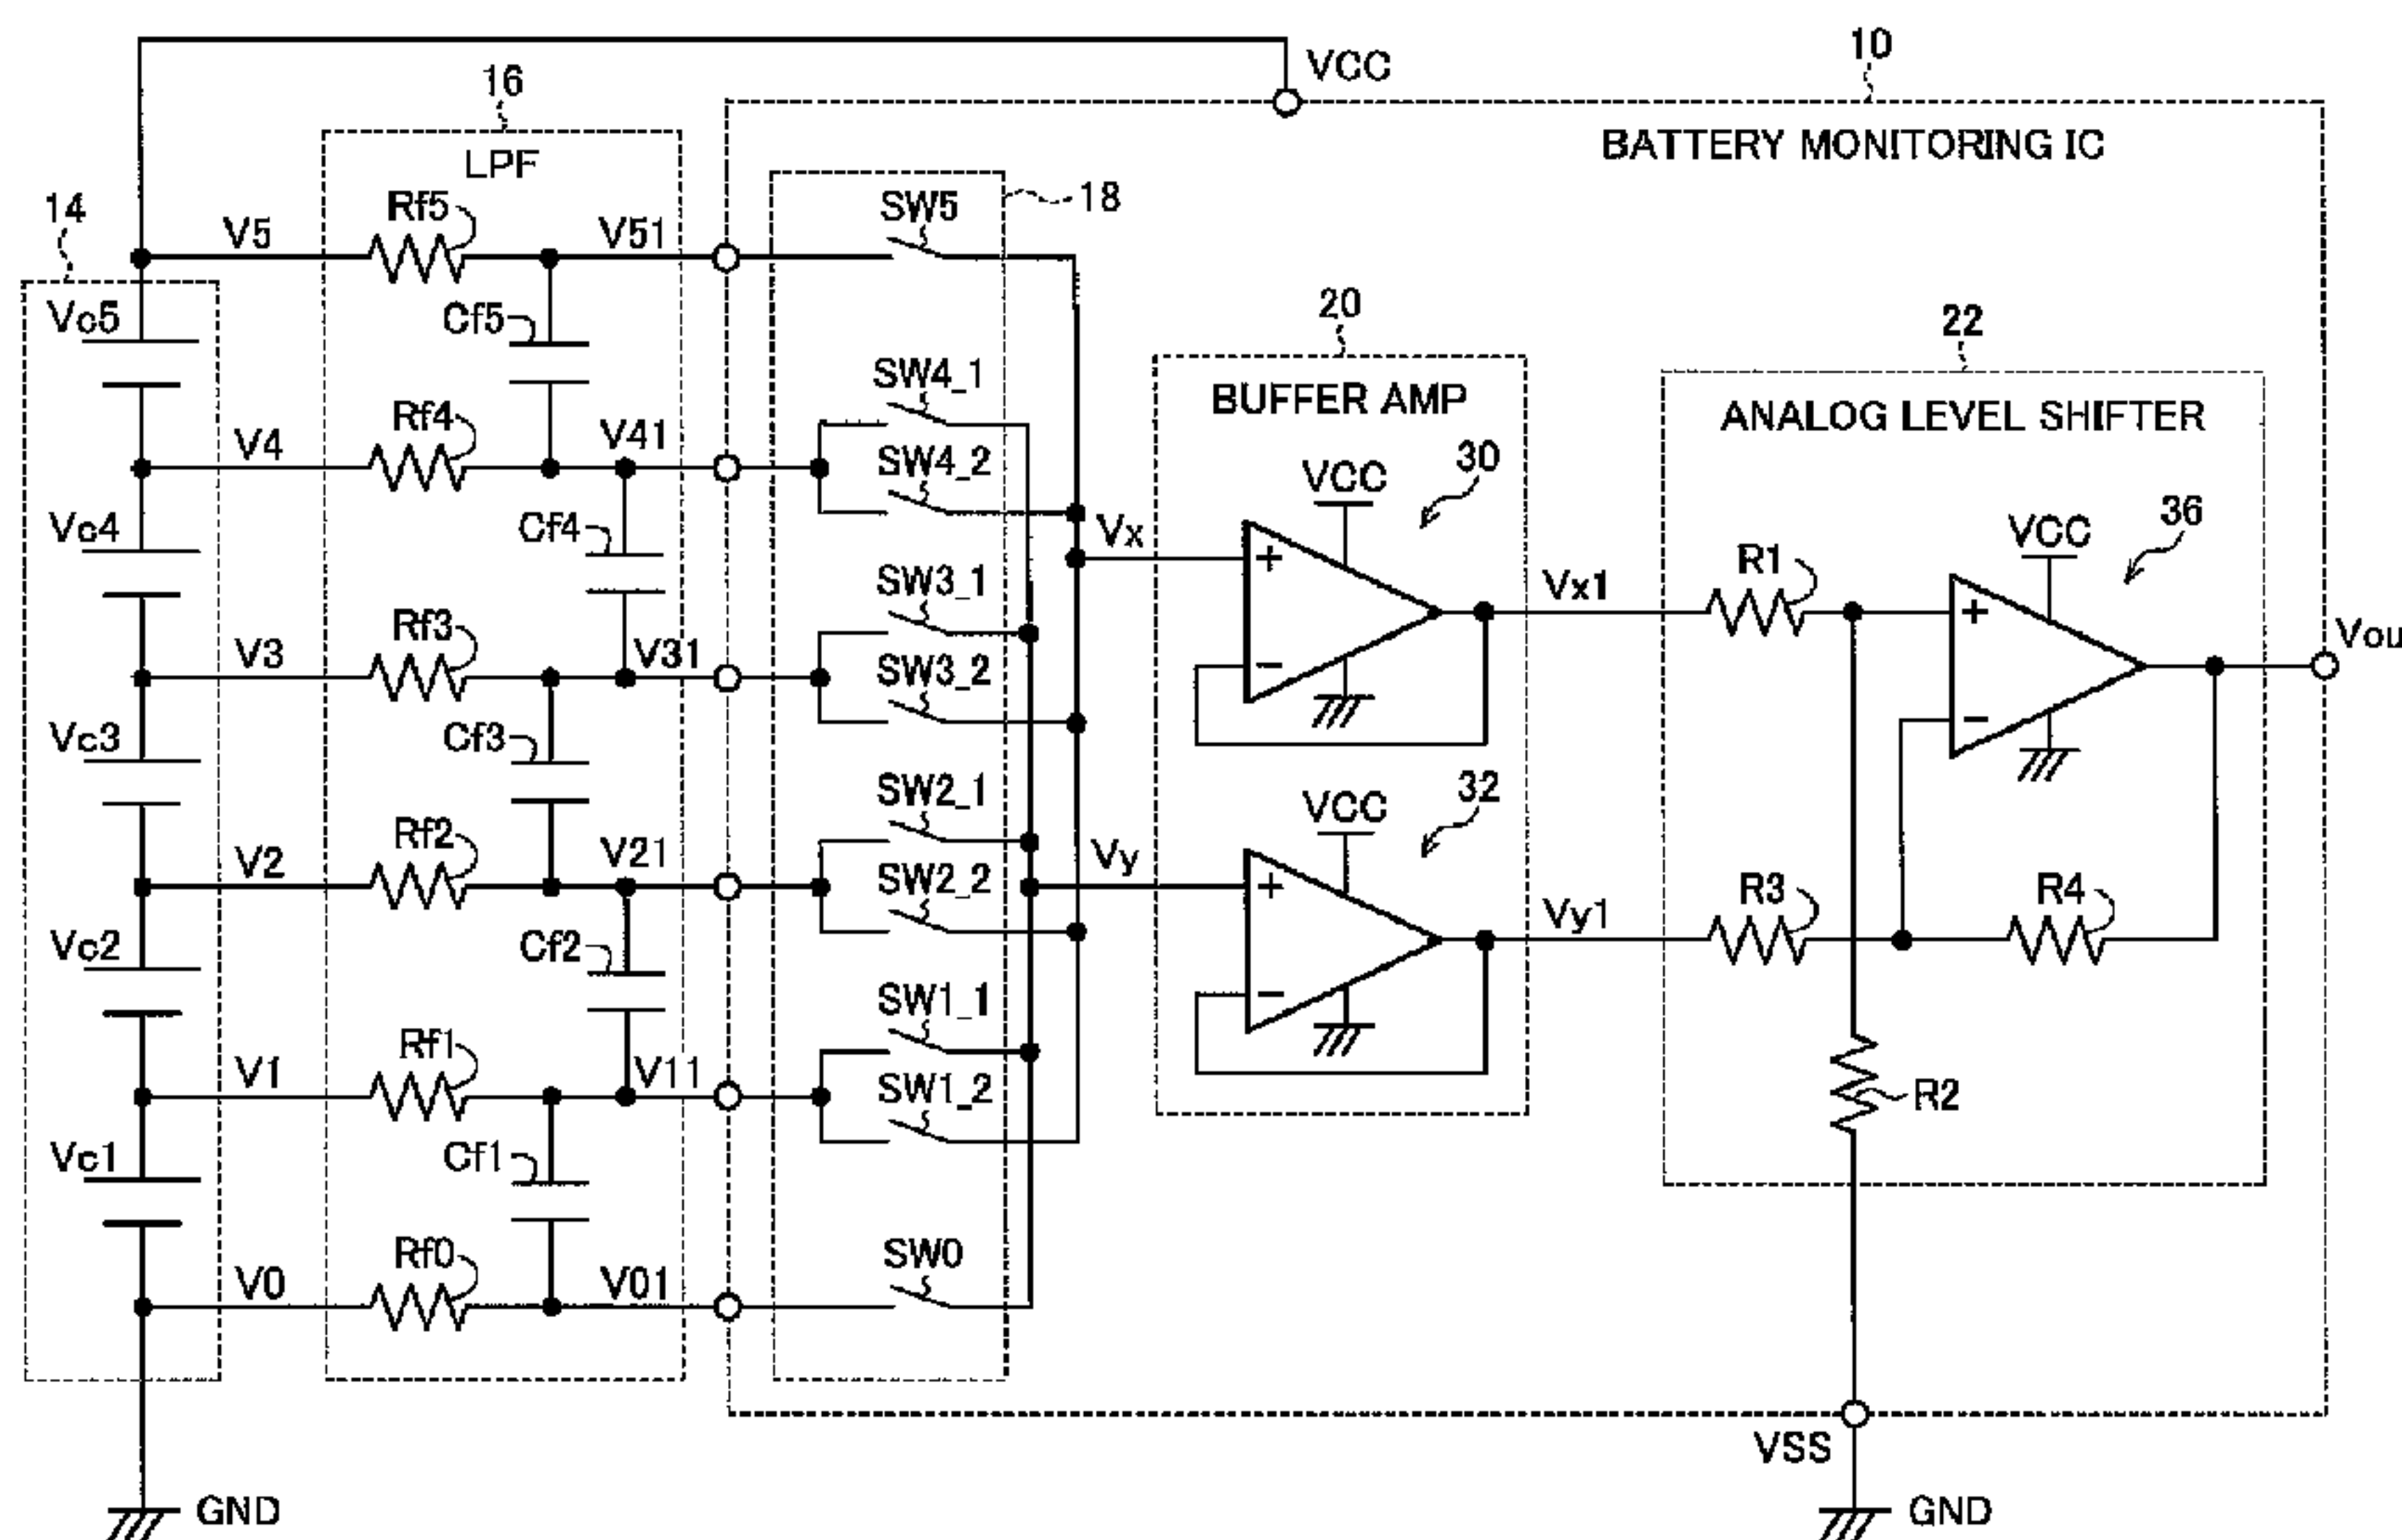 10
VCC
16
BATTERY MONITORING IC
LPF
14
18
V5
Rf5
V51
SW5
Vc5
Cf5
20
22
SW4_1
BUFFER AMP
ANALOG LEVEL SHIFTER
V4
Rf4
V41
SW4_2
VCC
30
Vc4
Cf4
Vx
VCC
36
SW3_1
Vx1
R1
V3
Rf3
V31
SW3_2
Vou
Vc3
Cf3
SW2_1
VCC
32
V2
Rf2
V21
SW2_2
Vy
Vy1
R3
R4
Vc2
Cf2
SW1_1
V1
Rf1
V11
SW1_2
R2
Vc1
Cf1
V0
Rf0
V01
SW0
VSS
GND
GND
+
−
+
−
+
−